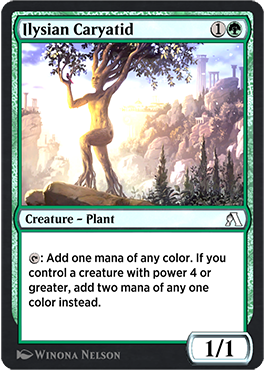 Ilysian Caryatid 1
Creature – Plant
: Add one mana of any color. If you
control a creature with power 4 or
greater, add two mana of any one
color instead.
Winona Nelson
1/1